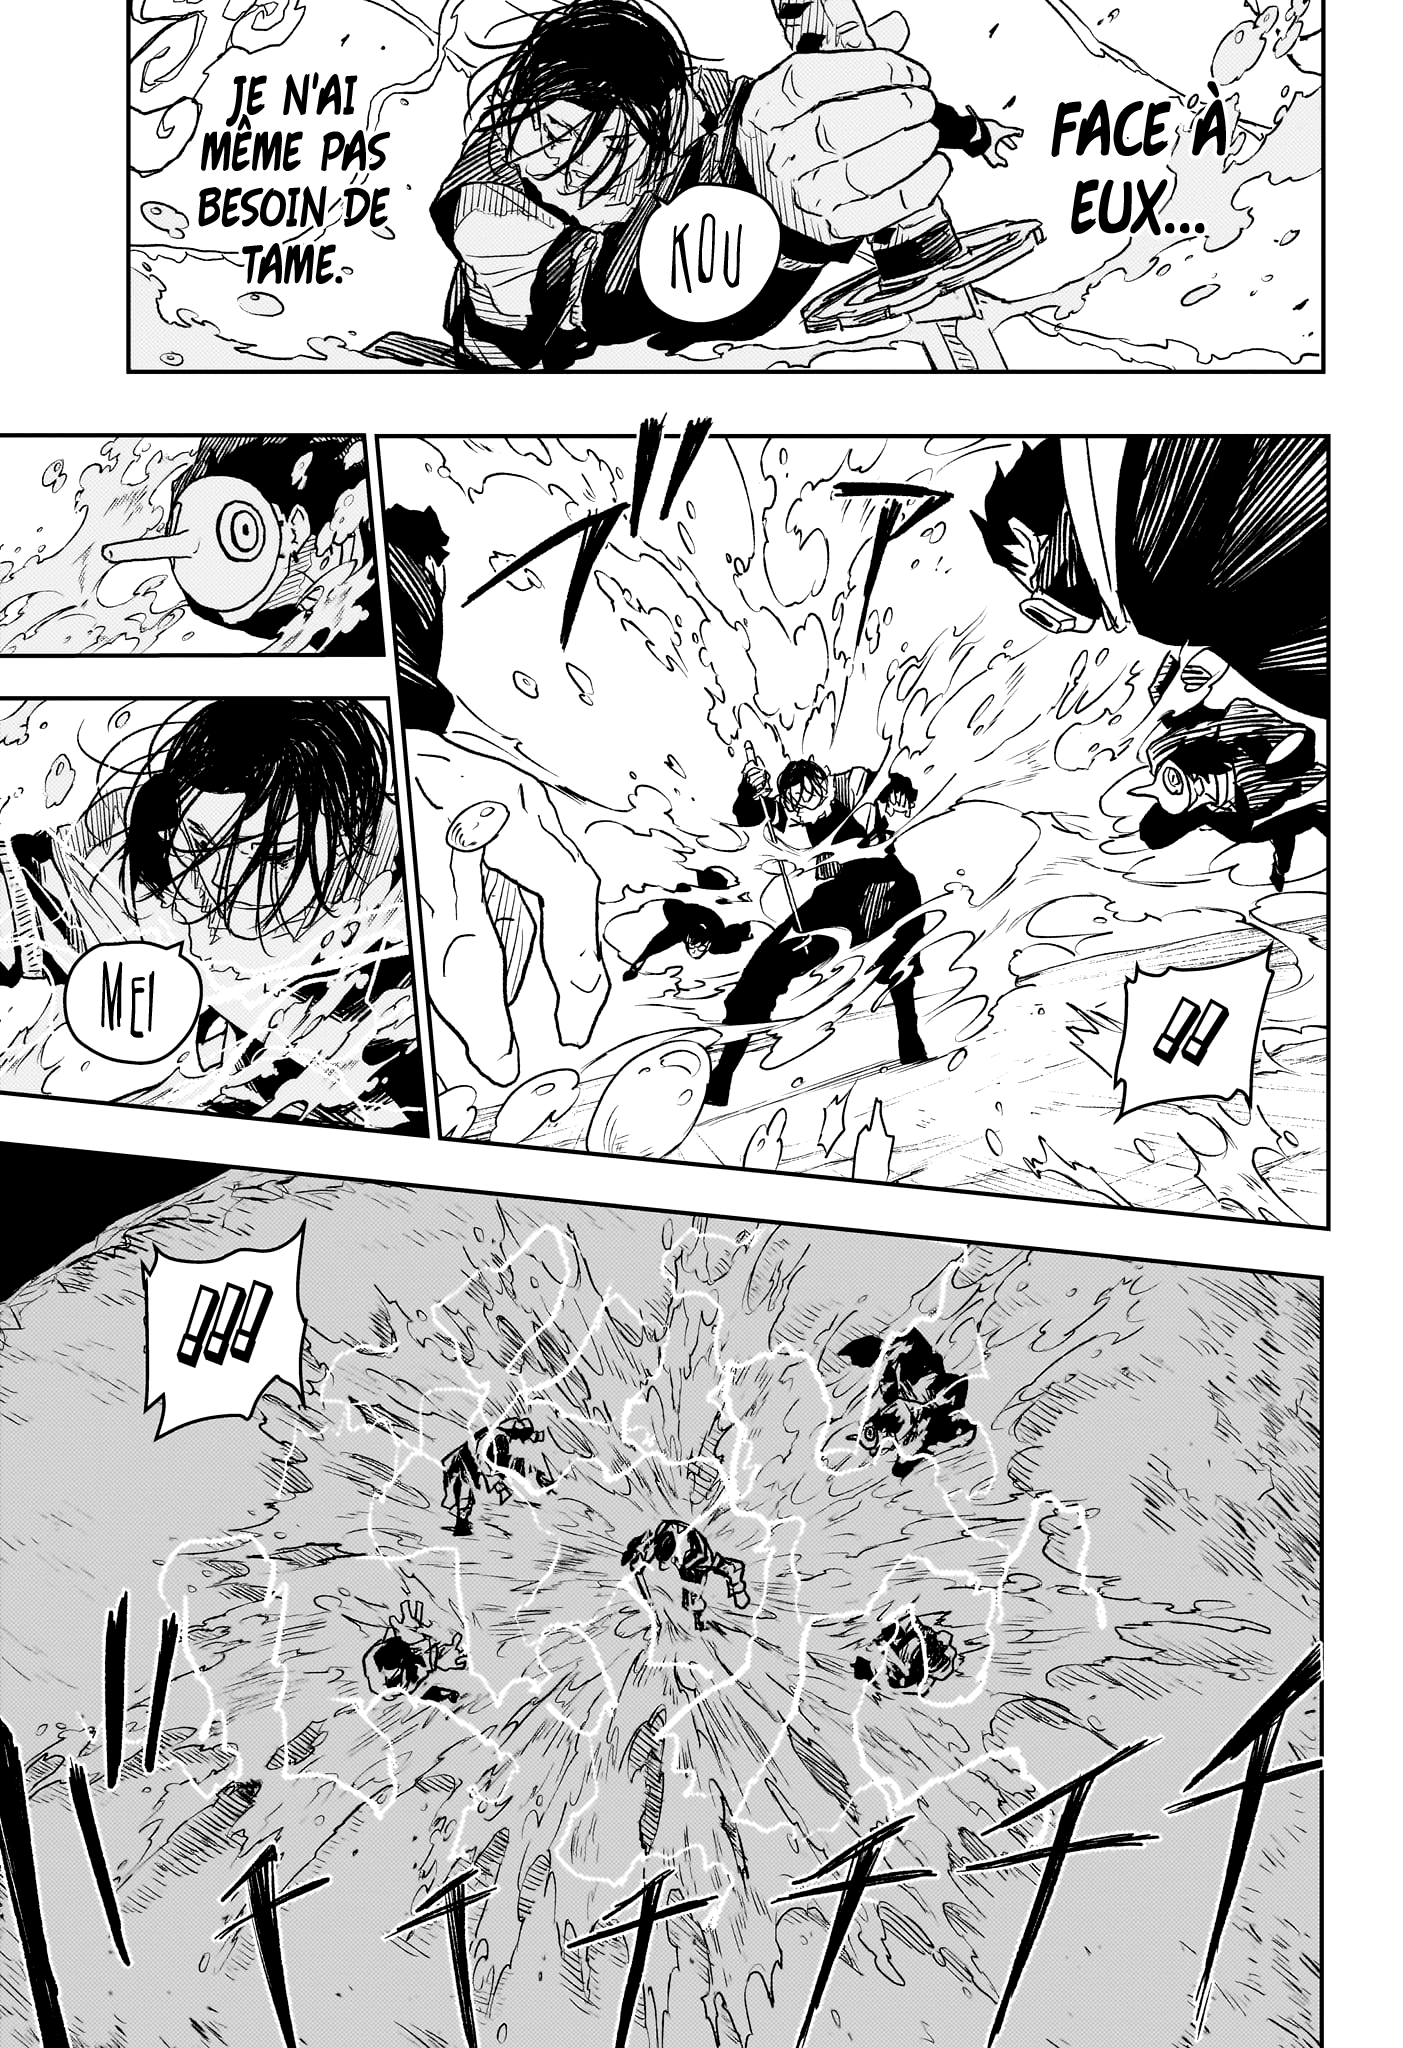 FACE À
EUX...
JE N'AI
MÊME PAS
BESOIN DE
TAME.
KOU
!!
MEI
!!!